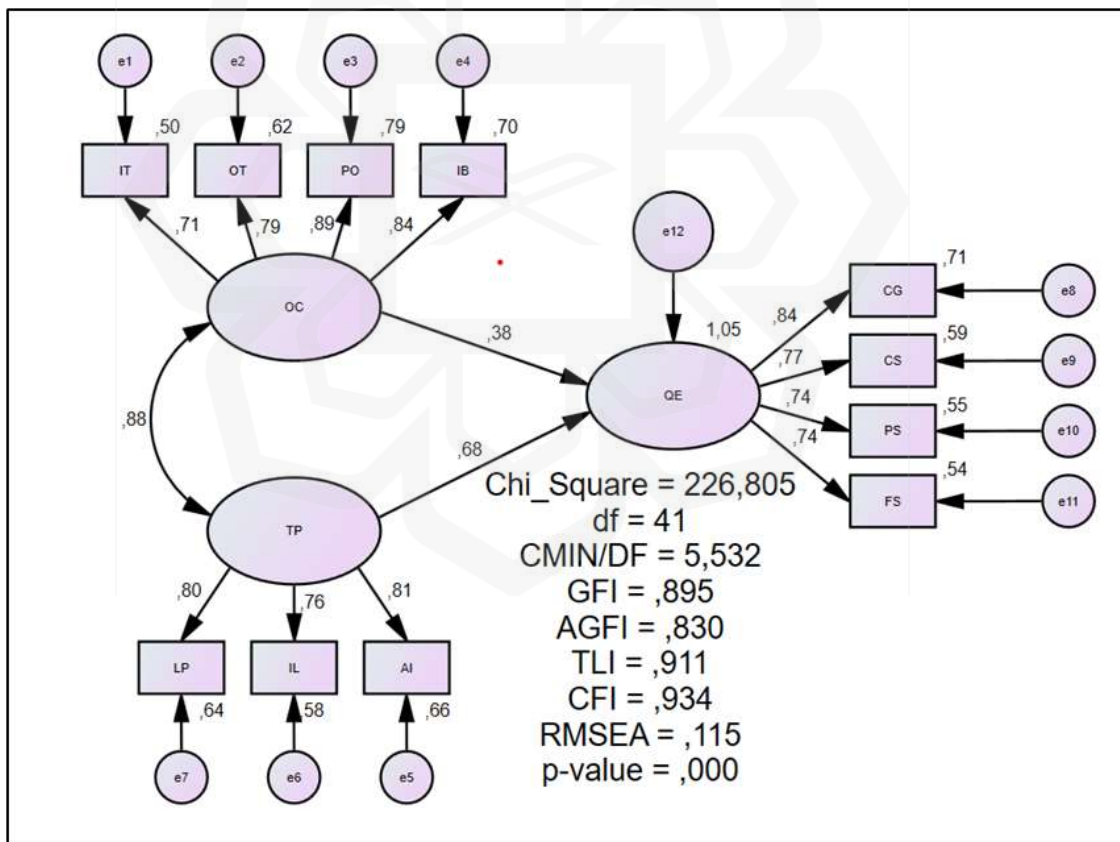 e1 e2 e3 e4
,50 ,62 ,79 ,70
IT OT PO IB
,71 ,79 ,89 ,84
e12
OC
,71
CG e8
,84
1,05
,38
,59
,77 CS e9
QE
,74 ,55
PS e10
,88
,74
,68
,54
FS e11
TP
Chi_Square = 226,805
df = 41
CMIN/DF = 5,532
GFI = ,895
AGFI = ,830
TLI = ,911
CFI = ,934
RMSEA = ,115
p-value = ,000
,80 ,76 ,81
LP IL AI
,64 ,58 ,66
e7 e6 e5